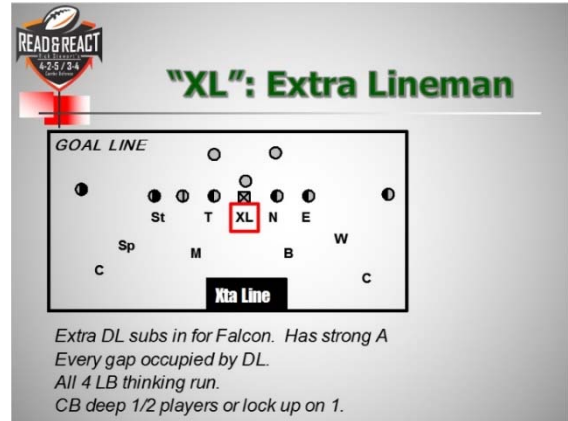 READ & REACT
Rick Stewart's
4-2-5 / 3-4
"XL": Extra Lineman
GOAL LINE
St T XL N E
Sp M B W
C C
Xta Line
Extra DL subs in for Falcon. Has strong A
Every gap occupied by DL.
All 4 LB thinking run.
CB deep 1/2 players or lock up on 1.